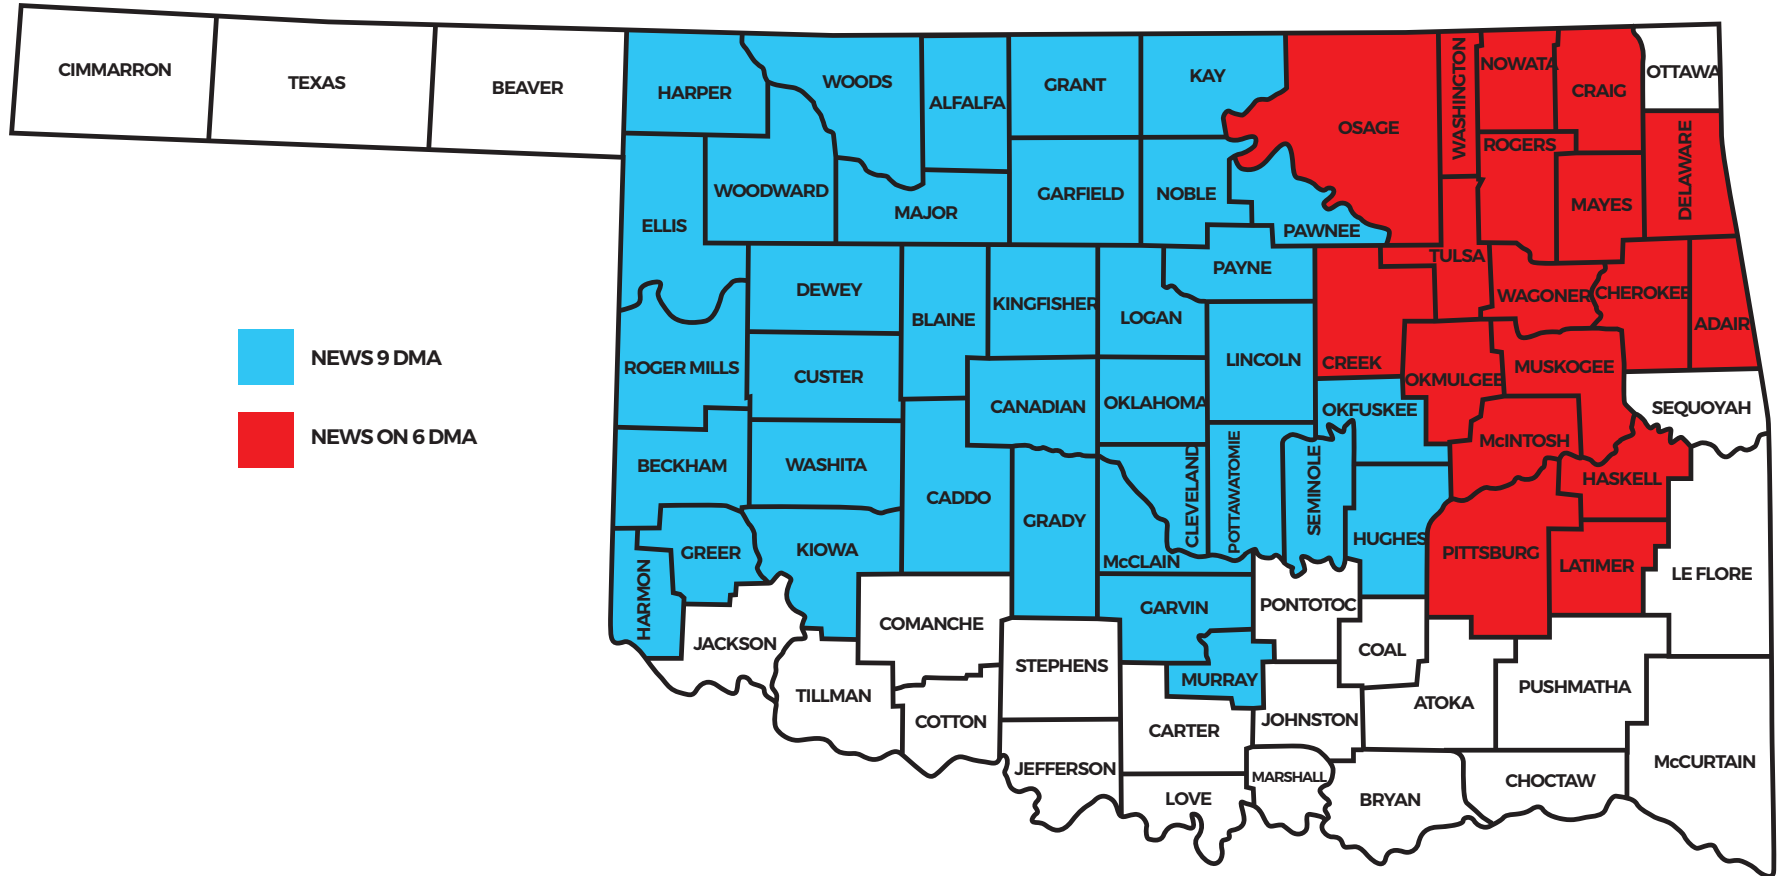 CIMMARRON
TEXAS
BEAVER
HARPER
WOODS
ALFALFA
GRANT
KAY
OSAGE
WASHINGTON
NOWATA
CRAIG
OTTAWA
ROGERS
DELAWARE
MAYES
ELLIS
WOODWARD
MAJOR
GARFIELD
NOBLE
PAWNEE
TULSA
DEWEY
BLAINE
KINGFISHER
LOGAN
PAYNE
WAGONER
CHEROKEE
ADAIR
NEWS 9 DMA
ROGER MILLS
CUSTER
CANADIAN
OKLAHOMA
LINCOLN
CREEK
OKMULGEE
MUSKOGEE
OKFUSKEE
SEQUOYAH
NEWS ON 6 DMA
BECKHAM
WASHITA
CADDO
GRADY
CLEVELAND
POTTAWATOMIE
SEMINOLE
McINTOSH
HASKELL
GREER
KIOWA
McCLAIN
HUGHES
PITTSBURG
LATIMER
LE FLORE
HARMON
JACKSON
COMANCHE
GARVIN
PONTOTOC
COAL
STEPHENS
MURRAY
TILLMAN
COTTON
CARTER
JOHNSTON
ATOKA
PUSHMATHA
JEFFERSON
LOVE
MARSHALL
BRYAN
CHOCTAW
McCURTAIN